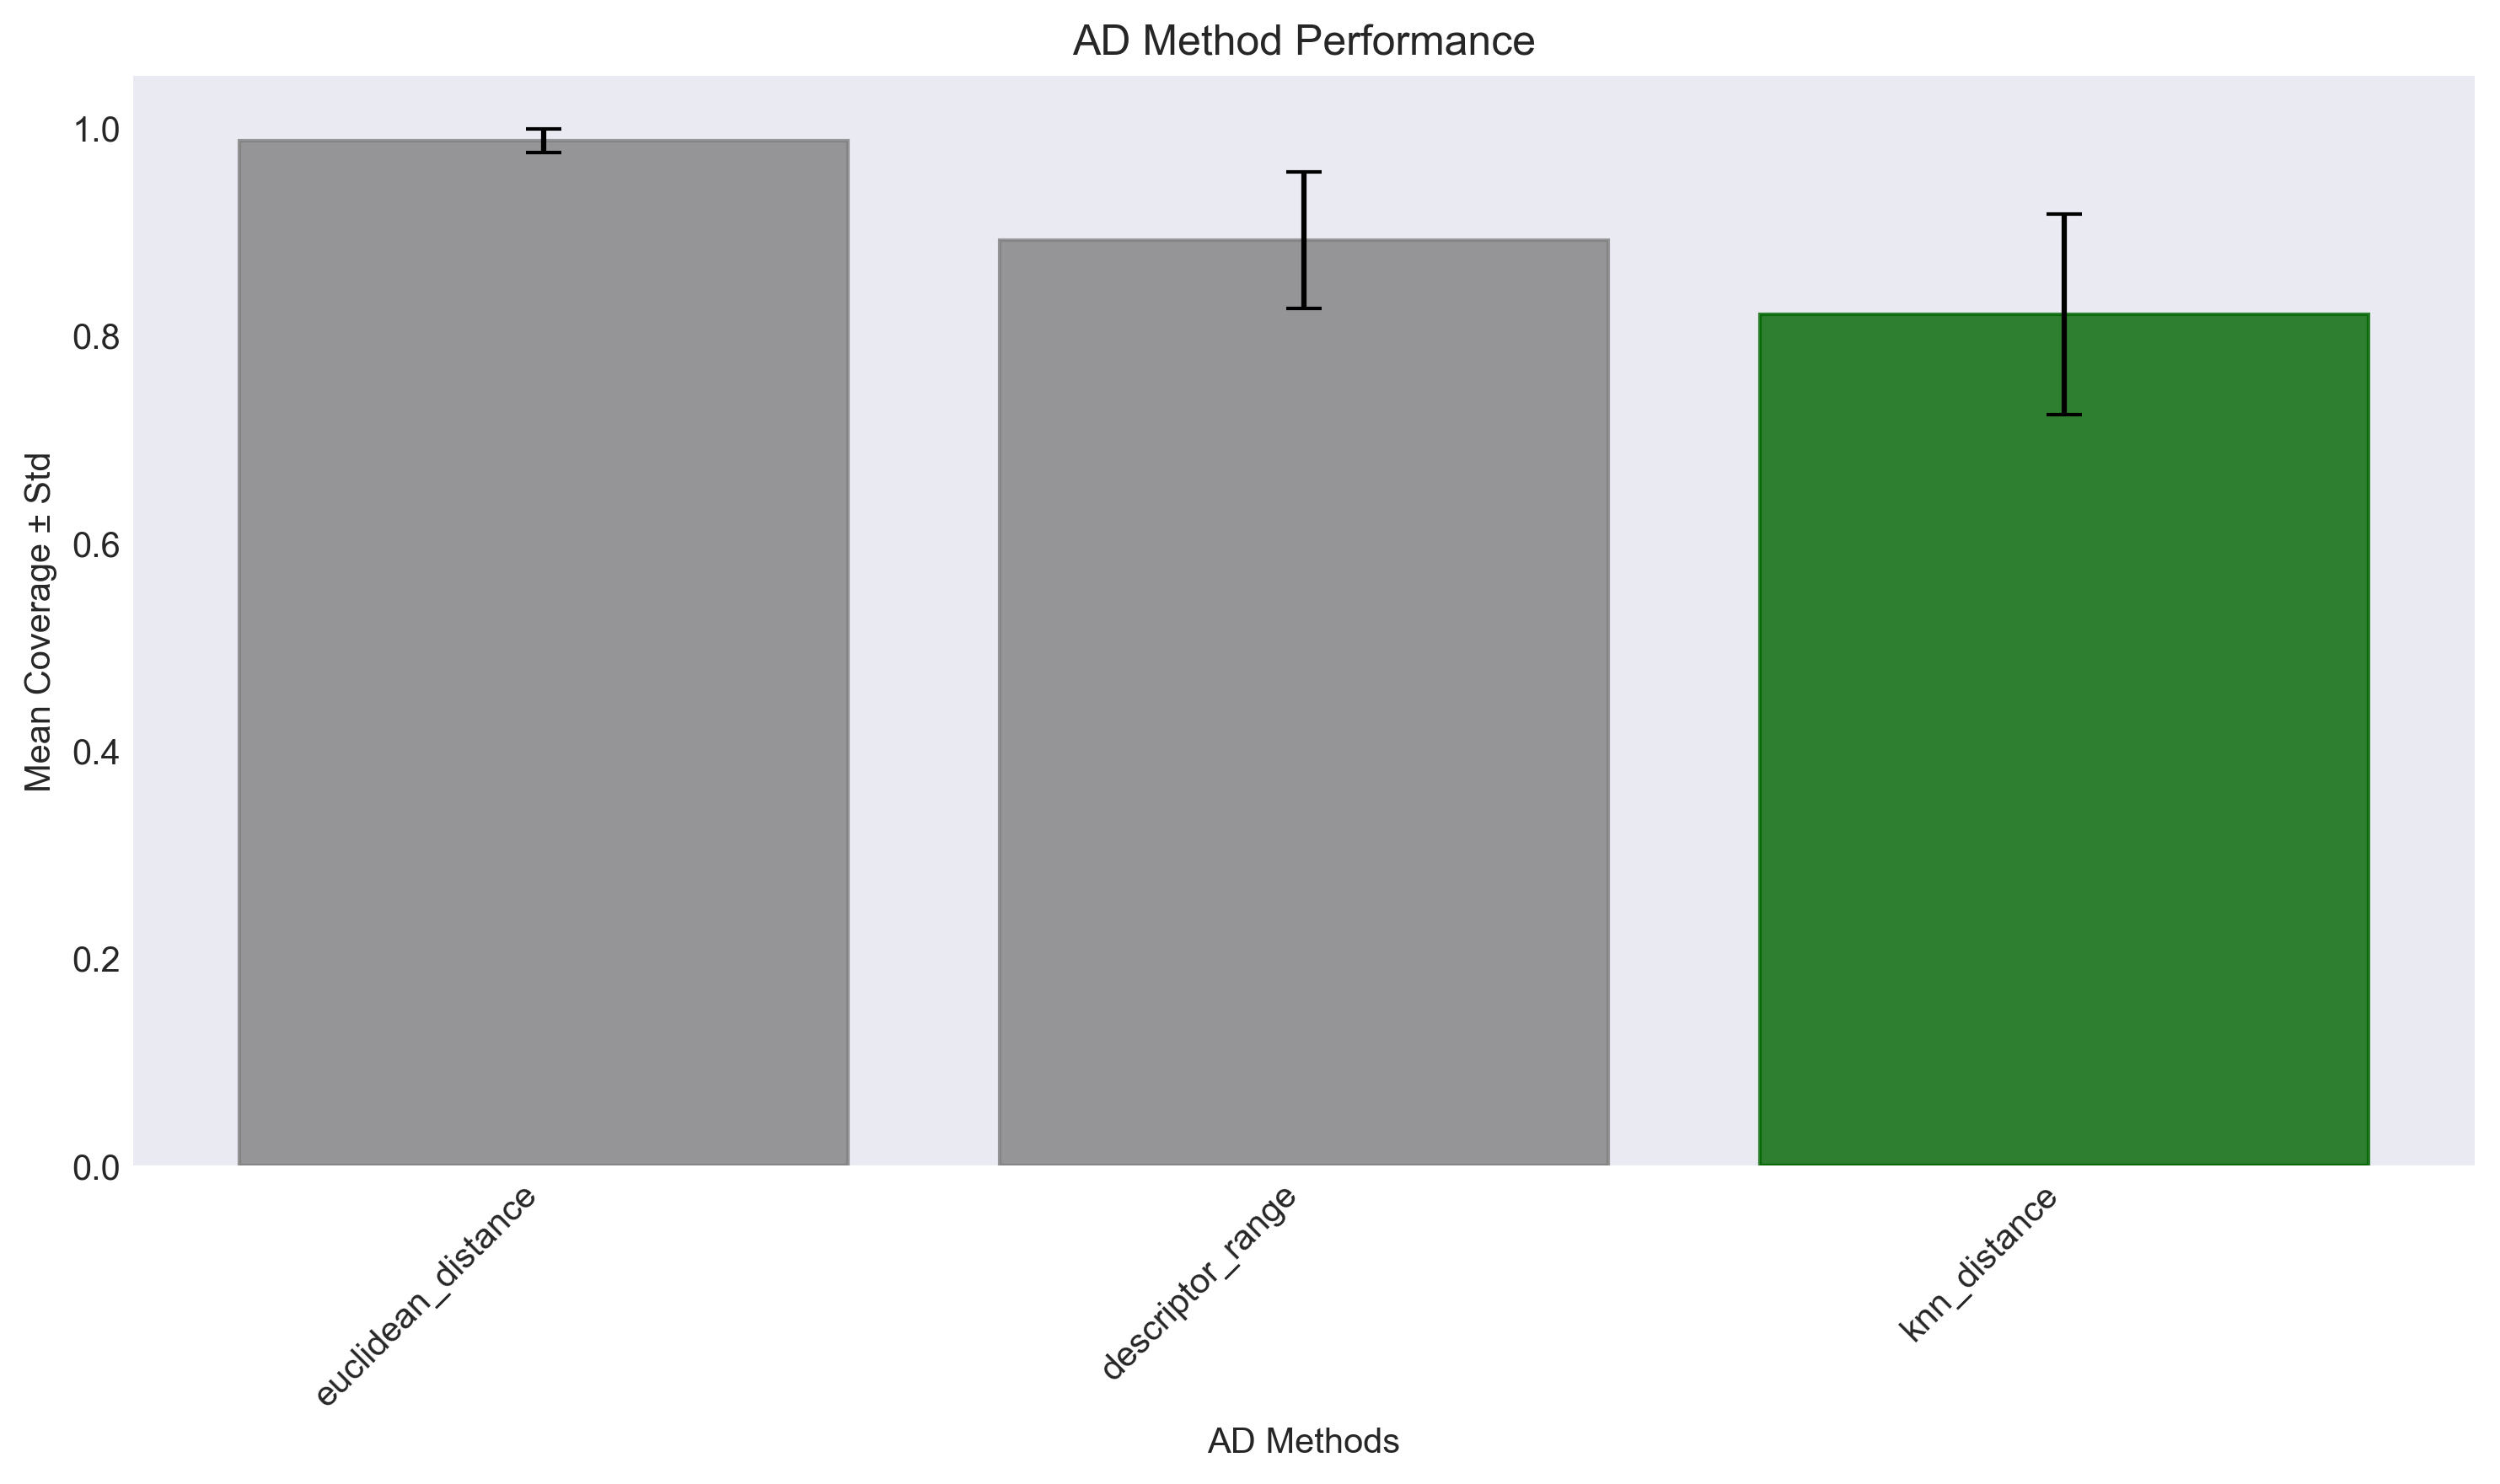 AD Method Performance
Mean Coverage ± Std
1.0
0.8
0.6
0.4
0.2
0.0
euclidean_distance
descriptor_range
knn_distance
AD Methods